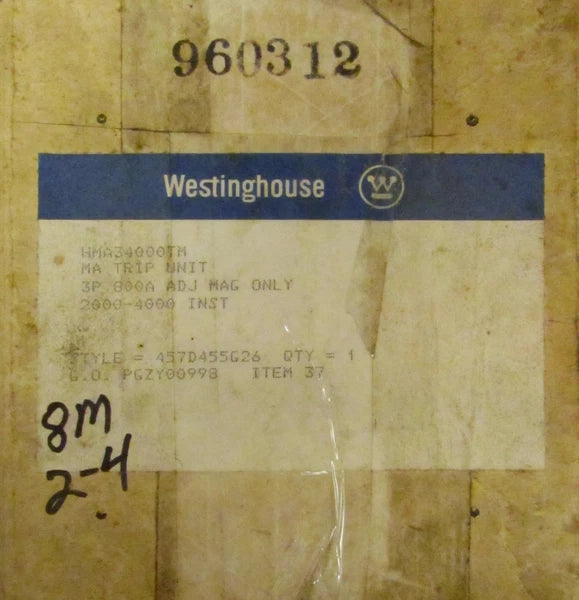 960312
Westinghouse
HMA34000TM
MA TRIP UNIT
3P 800A ADJ MAG ONLY
2000-4000 INST
STYLE = 457D455G26 QTY = 1
G.O. PGZY00998 ITEM 37
8M
2-4